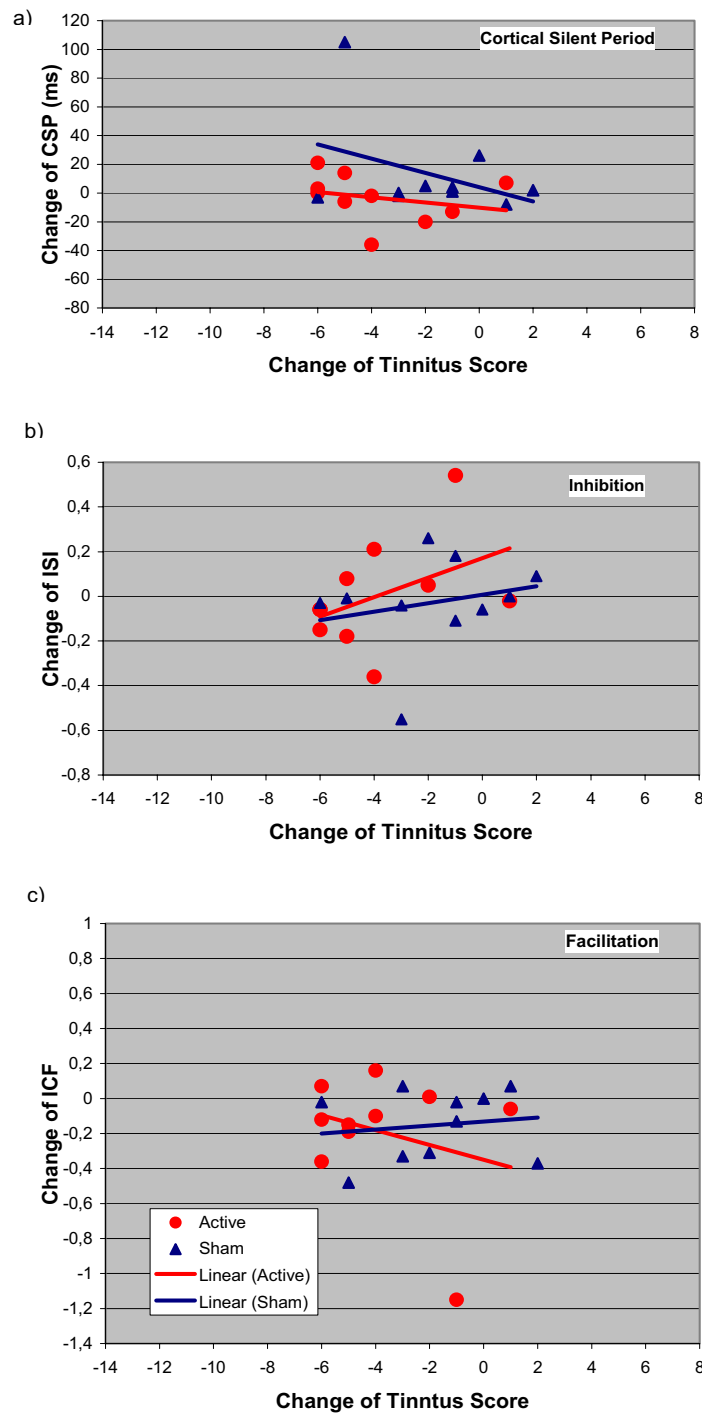 a)
Cortical Silent Period
Change of CSP (ms)
120
100
80
60
40
20
0
-20
-40
-60
-80
-14 -12 -10 -8 -6 -4 -2 0 2 4 6 8
Change of Tinnitus Score
b)
Inhibition
Change of ISI
0,6
0,4
0,2
0
-0,2
-0,4
-0,6
-0,8
-14 -12 -10 -8 -6 -4 -2 0 2 4 6 8
Change of Tinnitus Score
c)
Facilitation
Change of ICF
1
0,8
0,6
0,4
0,2
0
-0,2
-0,4
-0,6
-0,8
-1
-1,2
-1,4
Active
Sham
Linear (Active)
Linear (Sham)
-14 -12 -10 -8 -6 -4 -2 0 2 4 6 8
Change of Tinntus Score